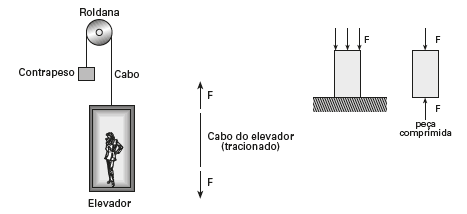 Roldana
Contrapeso
Cabo
Elevador
F
Cabo do elevador
(tracionado)
F
F
F
F
peça
comprimida